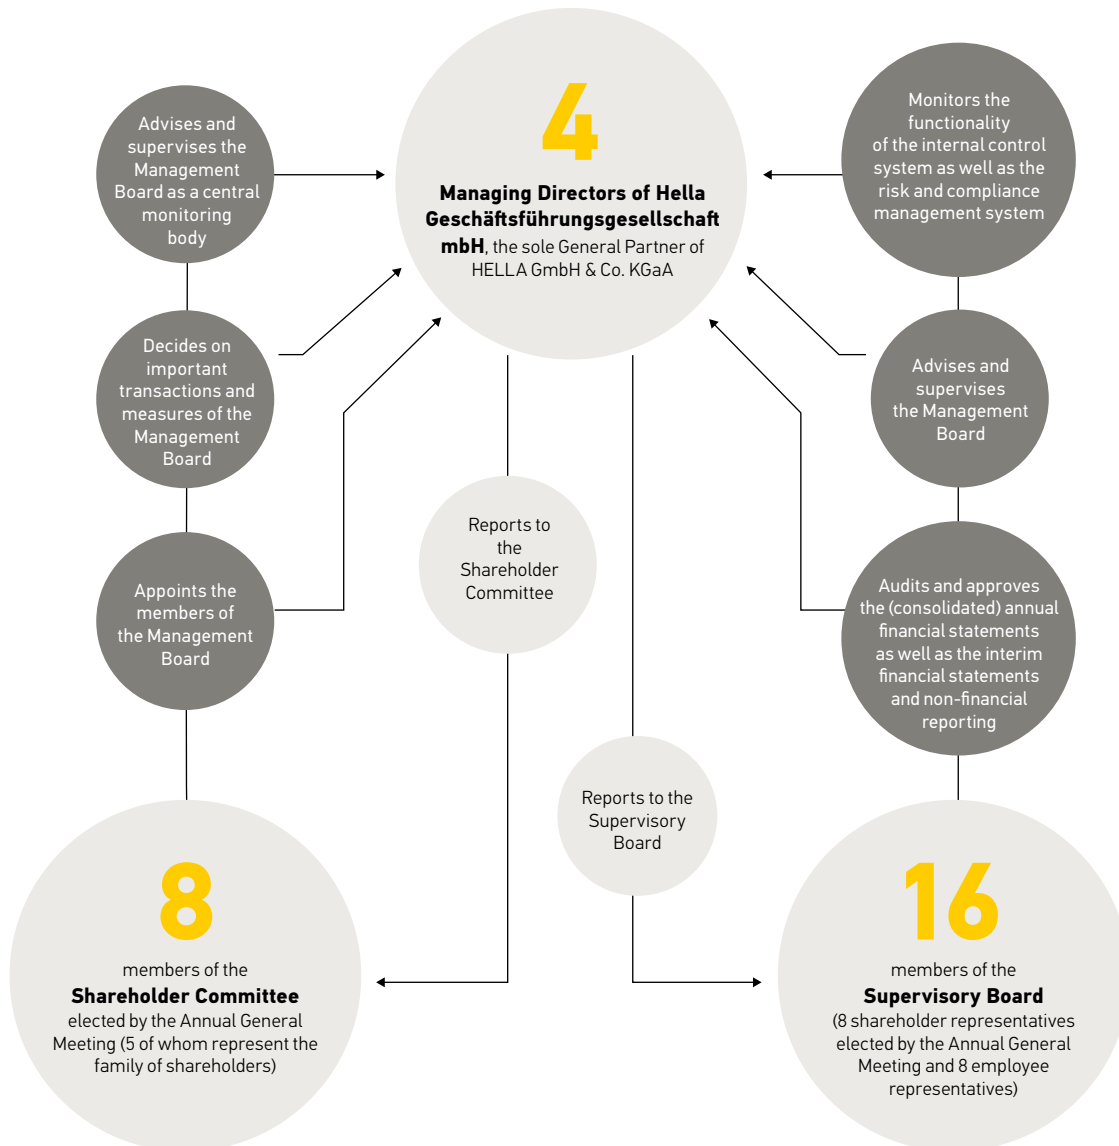 4
Managing Directors of Hella
Geschäftsführungsgesellschaft
mbH, the sole General Partner of
HELLA GmbH & Co. KGaA
Advises and
supervises the
Management
Board as a central
monitoring
body
Decides on
important
transactions and
measures of the
Management
Board
Appoints the
members of
the Management
Board
Monitors the
functionality
of the internal control
system as well as the
risk and compliance
management system
Advises and
supervises
the Management
Board
Audits and approves
the (consolidated) annual
financial statements
as well as the interim
financial statements
and non-financial
reporting
Reports to
the
Shareholder
Committee
Reports to the
Supervisory
Board
8
members of the
Shareholder Committee
elected by the Annual General
Meeting (5 of whom represent the
family of shareholders)
16
members of the
Supervisory Board
(8 shareholder representatives
elected by the Annual General
Meeting and 8 employee
representatives)